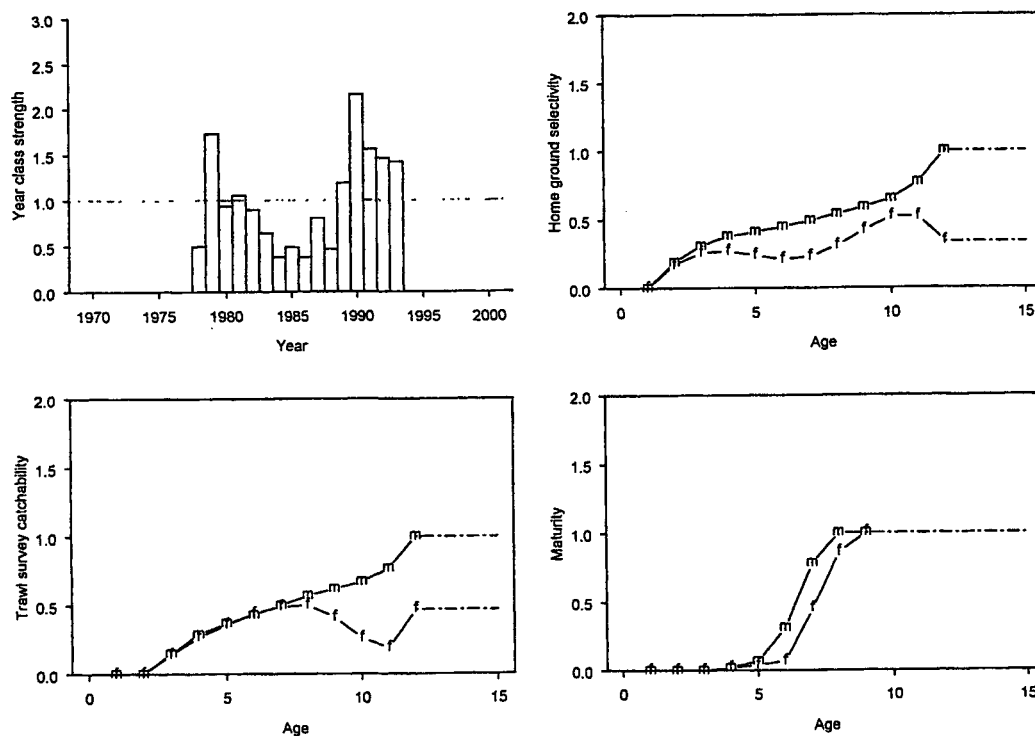 3.0
2.5
2.0
1.5
1.0
0.5
0.0
Year class strength
1970 1975 1980 1985 1990 1995 2000
Year
2.0
1.5
1.0
0.5
0.0
Home ground selectivity
m m m m m m m m m m m m
f f f f f f f f f f f
0 5 10 15
Age
2.0
1.5
1.0
0.5
0.0
Trawl survey catchability
m m m m m m m m m m m m
f f f f f f
0 5 10 15
Age
2.0
1.5
1.0
0.5
0.0
Maturity
m m m m m m m m m
f f f f
0 5 10 15
Age